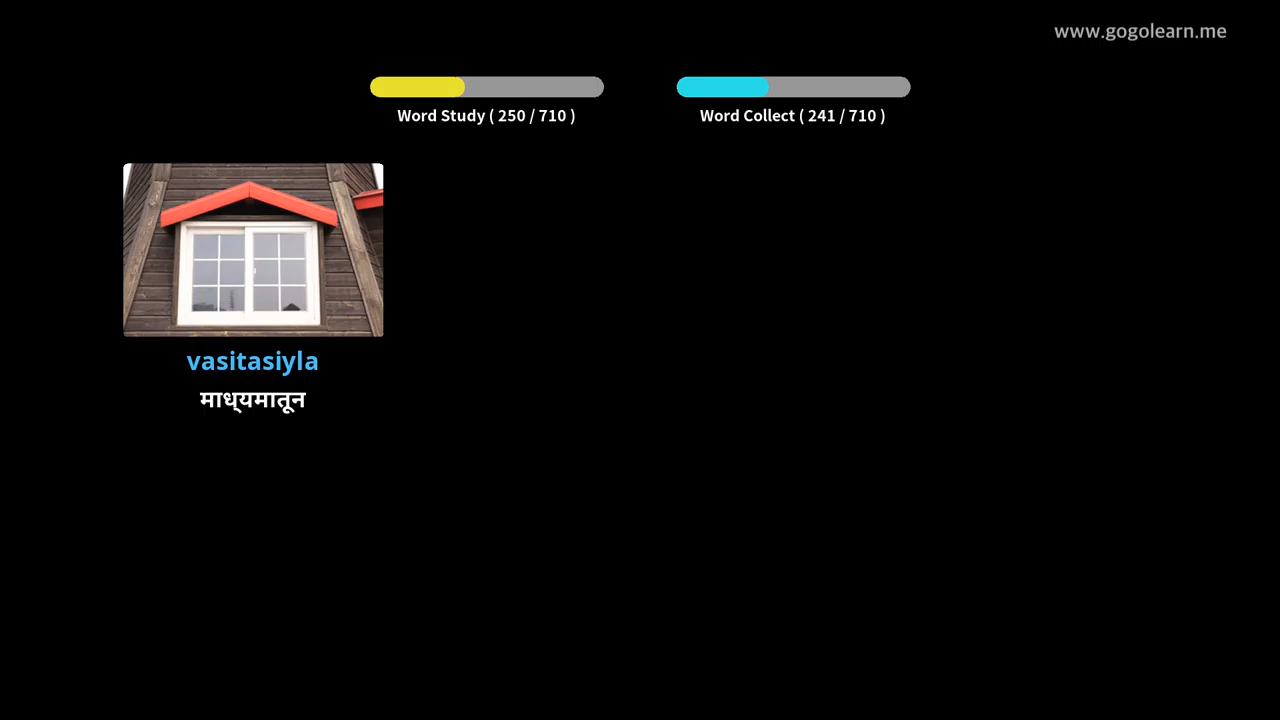 www.gogolearn.me
Word Study ( 250 / 710 )
Word Collect ( 241 / 710 )
vasitasiyla
माध्यमातून